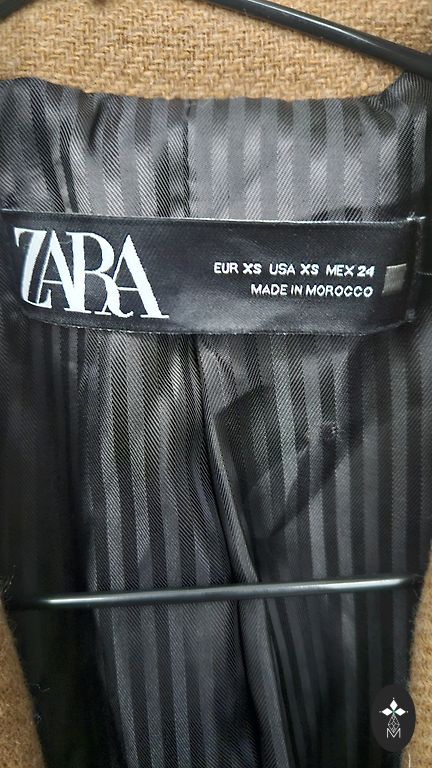 ZARA
EUR XS USA XS MEX 24
MADE IN MOROCCO
M